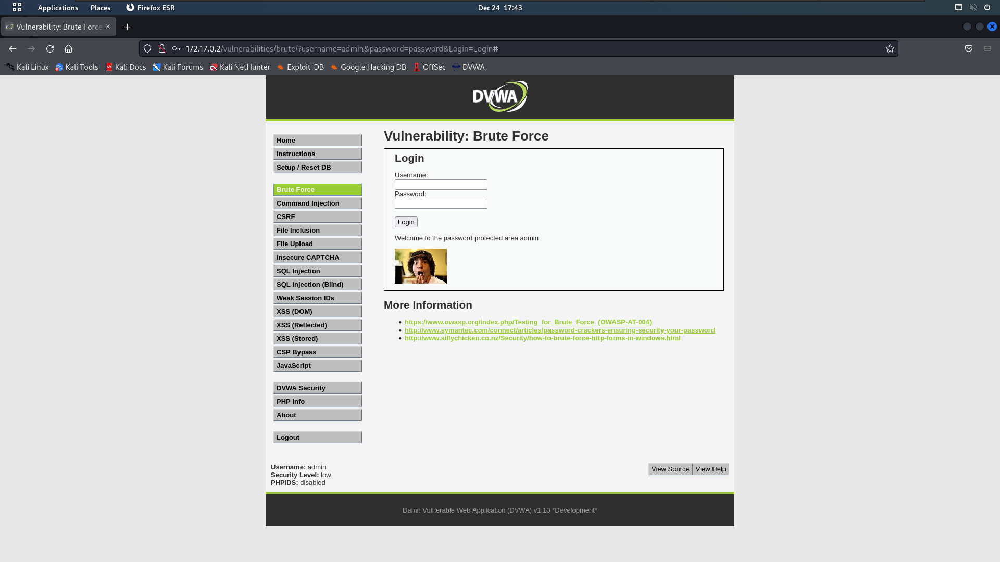 Applications Places Firefox ESR Dec 24 17:43
Vulnerability: Brute Force
172.17.0.2/vulnerabilities/brute/?username=admin&password=password&Login=Login#
Kali Linux Kali Tools Kali Docs Kali Forums Kali NetHunter Exploit-DB Google Hacking DB OffSec DVWA
DVWA
Home
Instructions
Setup / Reset DB
Brute Force
Command Injection
CSRF
File Inclusion
File Upload
Insecure CAPTCHA
SQL Injection
SQL Injection (Blind)
Weak Session IDs
XSS (DOM)
XSS (Reflected)
XSS (Stored)
CSP Bypass
JavaScript
DVWA Security
PHP Info
About
Logout
Vulnerability: Brute Force
Login
Username:
Password:
Login
Welcome to the password protected area admin
More Information
https://www.owasp.org/index.php/Testing_for_Brute_Force_(OWASP-AT-004)
http://www.symantec.com/connect/articles/password-crackers-ensuring-security-your-password
http://www.sillychicken.co.nz/Security/how-to-brute-force-http-forms-in-windows.html
Username: admin
Security Level: low
PHPIDS: disabled
View Source View Help
Damn Vulnerable Web Application (DVWA) v1.10 *Development*